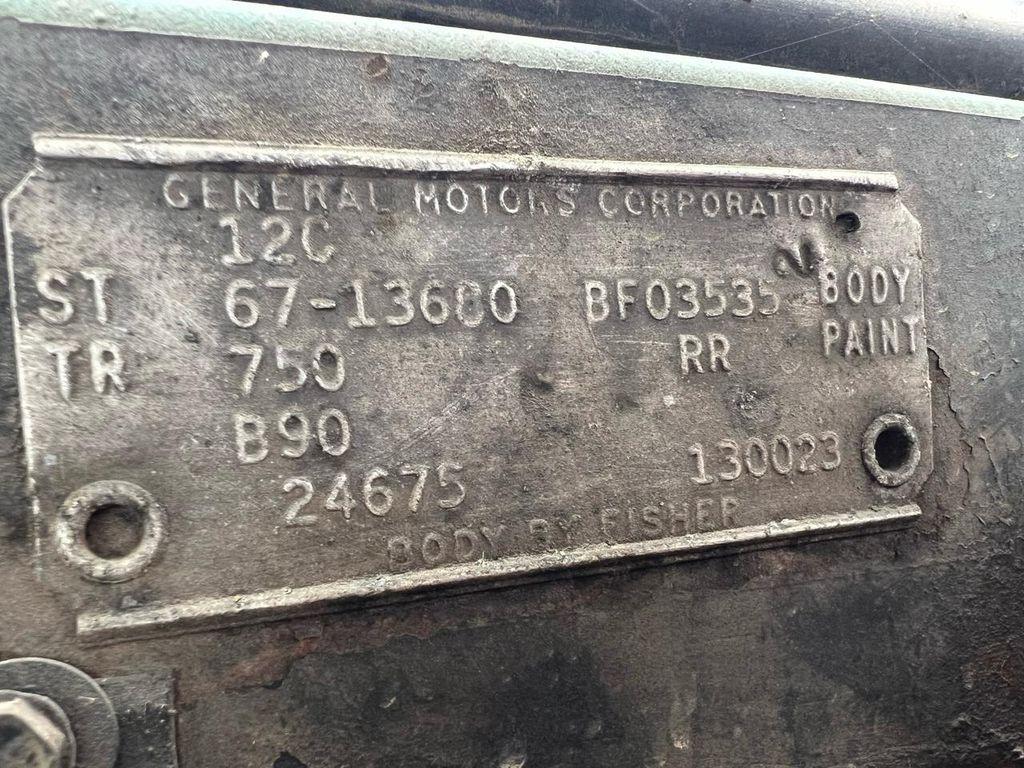 GENERAL MOTORS CORPORATION
12C
ST 67-13680 BF03535 2 BODY
TR 750 RR PAINT
B90
24675 130023
BODY BY FISHER